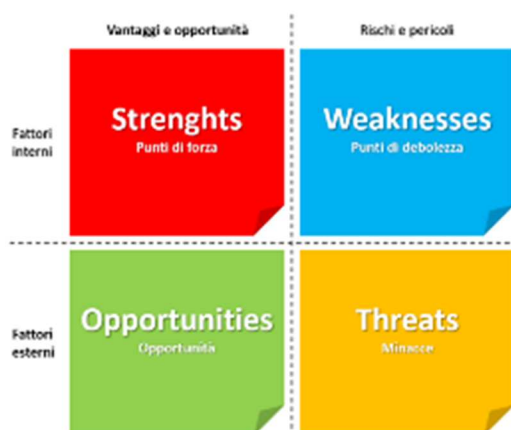 Vantaggi e opportunità
Rischi e pericoli
Fattori
interni
Strenghts
Punti di forza
Weaknesses
Punti di debolezza
Fattori
esterni
Opportunities
Opportunità
Threats
Minacce